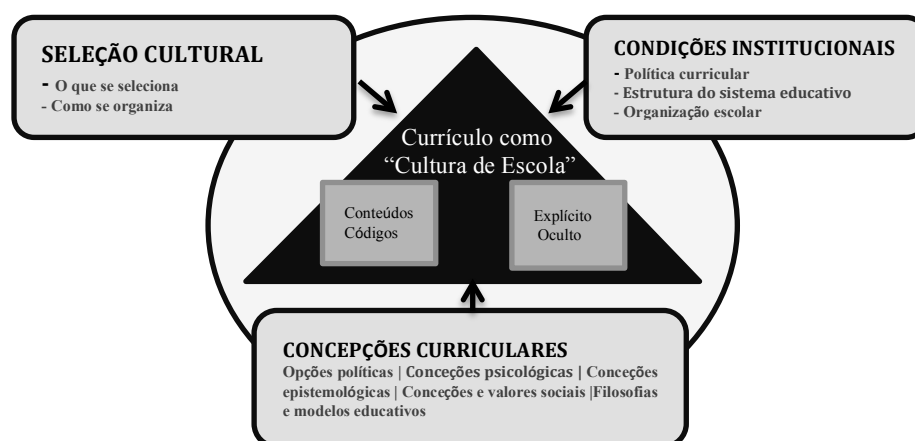 SELEÇÃO CULTURAL
- O que se seleciona
- Como se organiza
CONDIÇÕES INSTITUCIONAIS
- Política curricular
- Estrutura do sistema educativo
- Organização escolar
Currículo como
“Cultura de Escola”
Conteúdos
Códigos
Explícito
Oculto
CONCEPÇÕES CURRICULARES
Opções políticas | Conceções psicológicas | Conceções
epistemológicas | Conceções e valores sociais |Filosofias
e modelos educativos